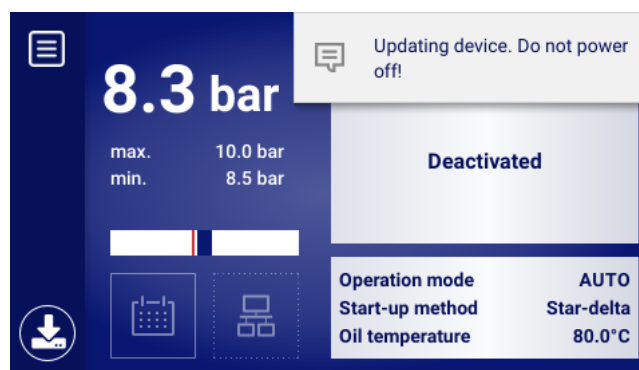 Updating device. Do not power
off!
8.3 bar
max. 10.0 bar
min. 8.5 bar
Deactivated
Operation mode AUTO
Start-up method Star-delta
Oil temperature 80.0°C